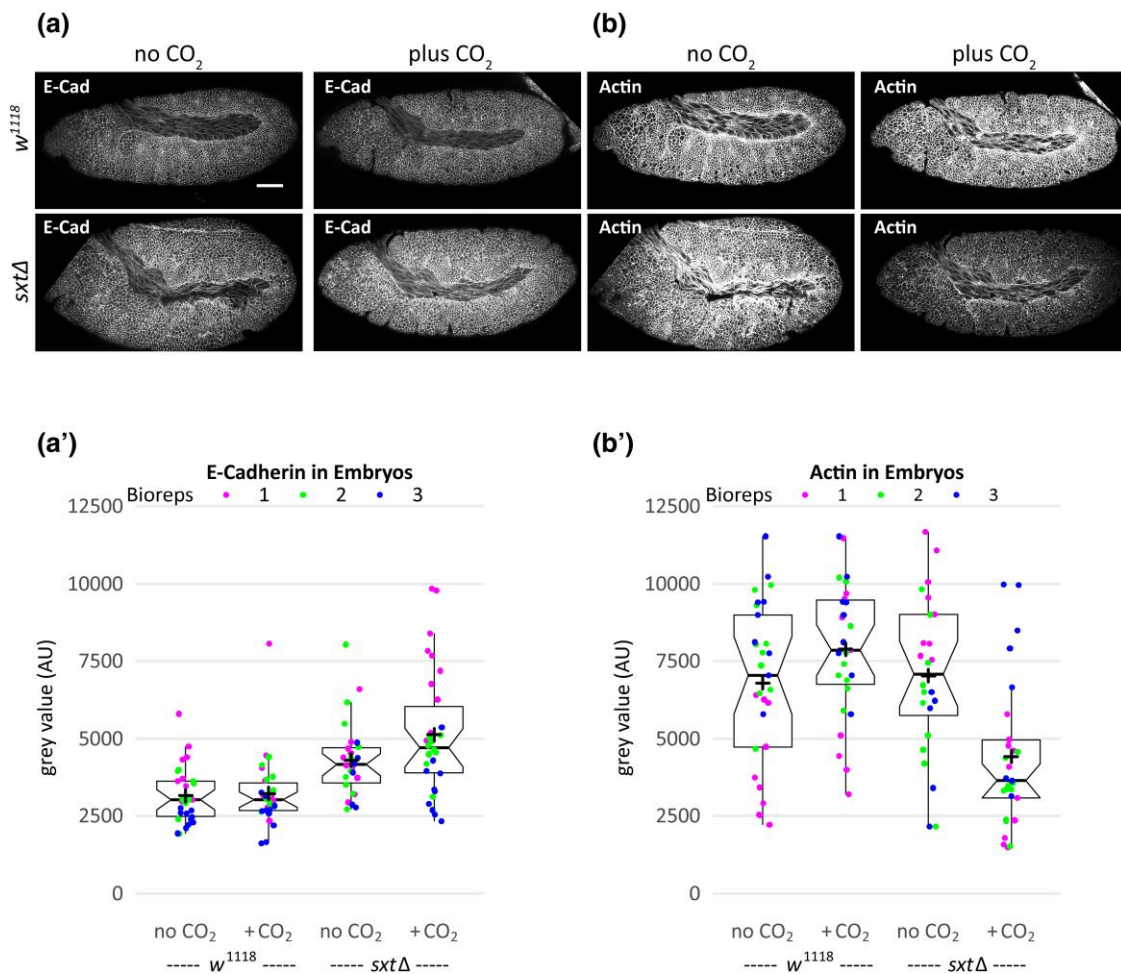 (a)
(b)
no CO₂
plus CO₂
no CO₂
plus CO₂
w¹¹¹⁸
E-Cad
E-Cad
Actin
Actin
sxtΔ
E-Cad
E-Cad
Actin
Actin
(a')
E-Cadherin in Embryos
Bioreps 1 2 3
grey value (AU)
12500
10000
7500
5000
2500
0
no CO₂ +CO₂ no CO₂ +CO₂
----- w¹¹¹⁸ ----- ----- sxtΔ -----
(b')
Actin in Embryos
Bioreps 1 2 3
grey value (AU)
12500
10000
7500
5000
2500
0
no CO₂ +CO₂ no CO₂ +CO₂
----- w¹¹¹⁸ ----- ----- sxtΔ -----